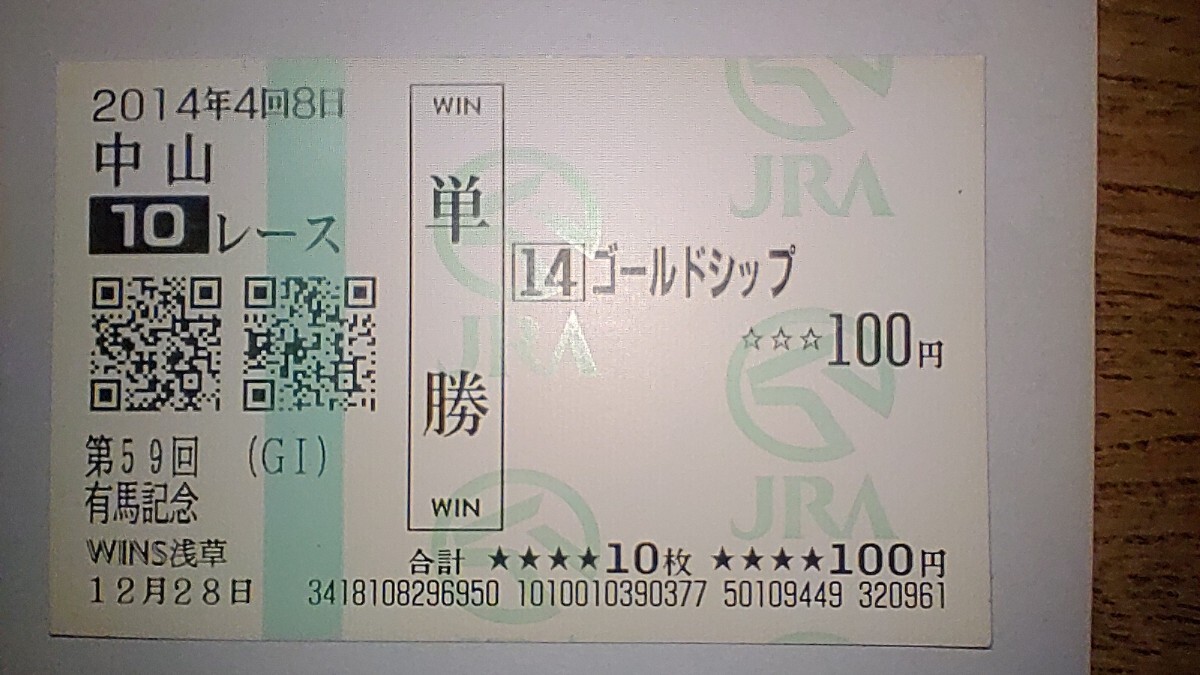 2014年4回8日
中山
10レース
第59回 (GI)
有馬記念
WINS浅草
12月28日
WIN
単勝
WIN
14 ゴールドシップ
☆☆☆100円
合計 ★★★★10枚 ★★★★100円
3418108296950 1010010390377 50109449 320961
JRA
JRA
JRA